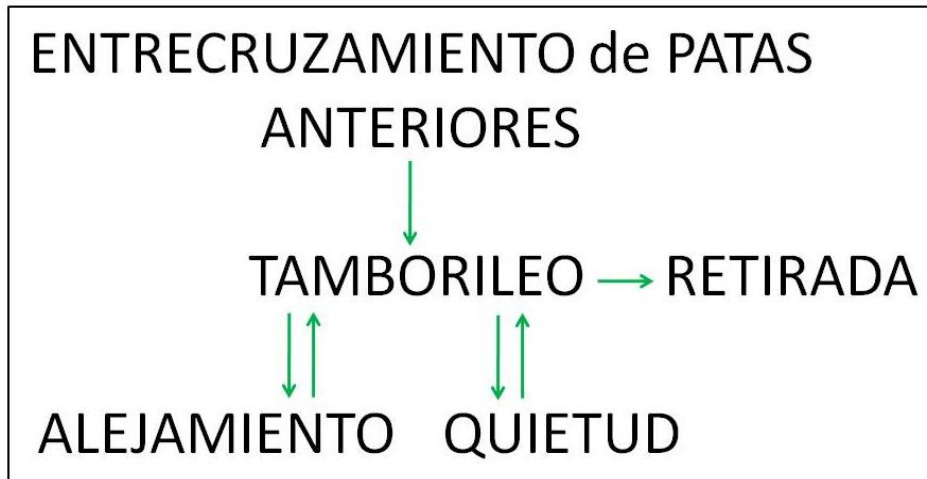 ENTRECRUZAMIENTO de PATAS
ANTERIORES
TAMBORILEO RETIRADA
ALEJAMIENTO QUIETUD